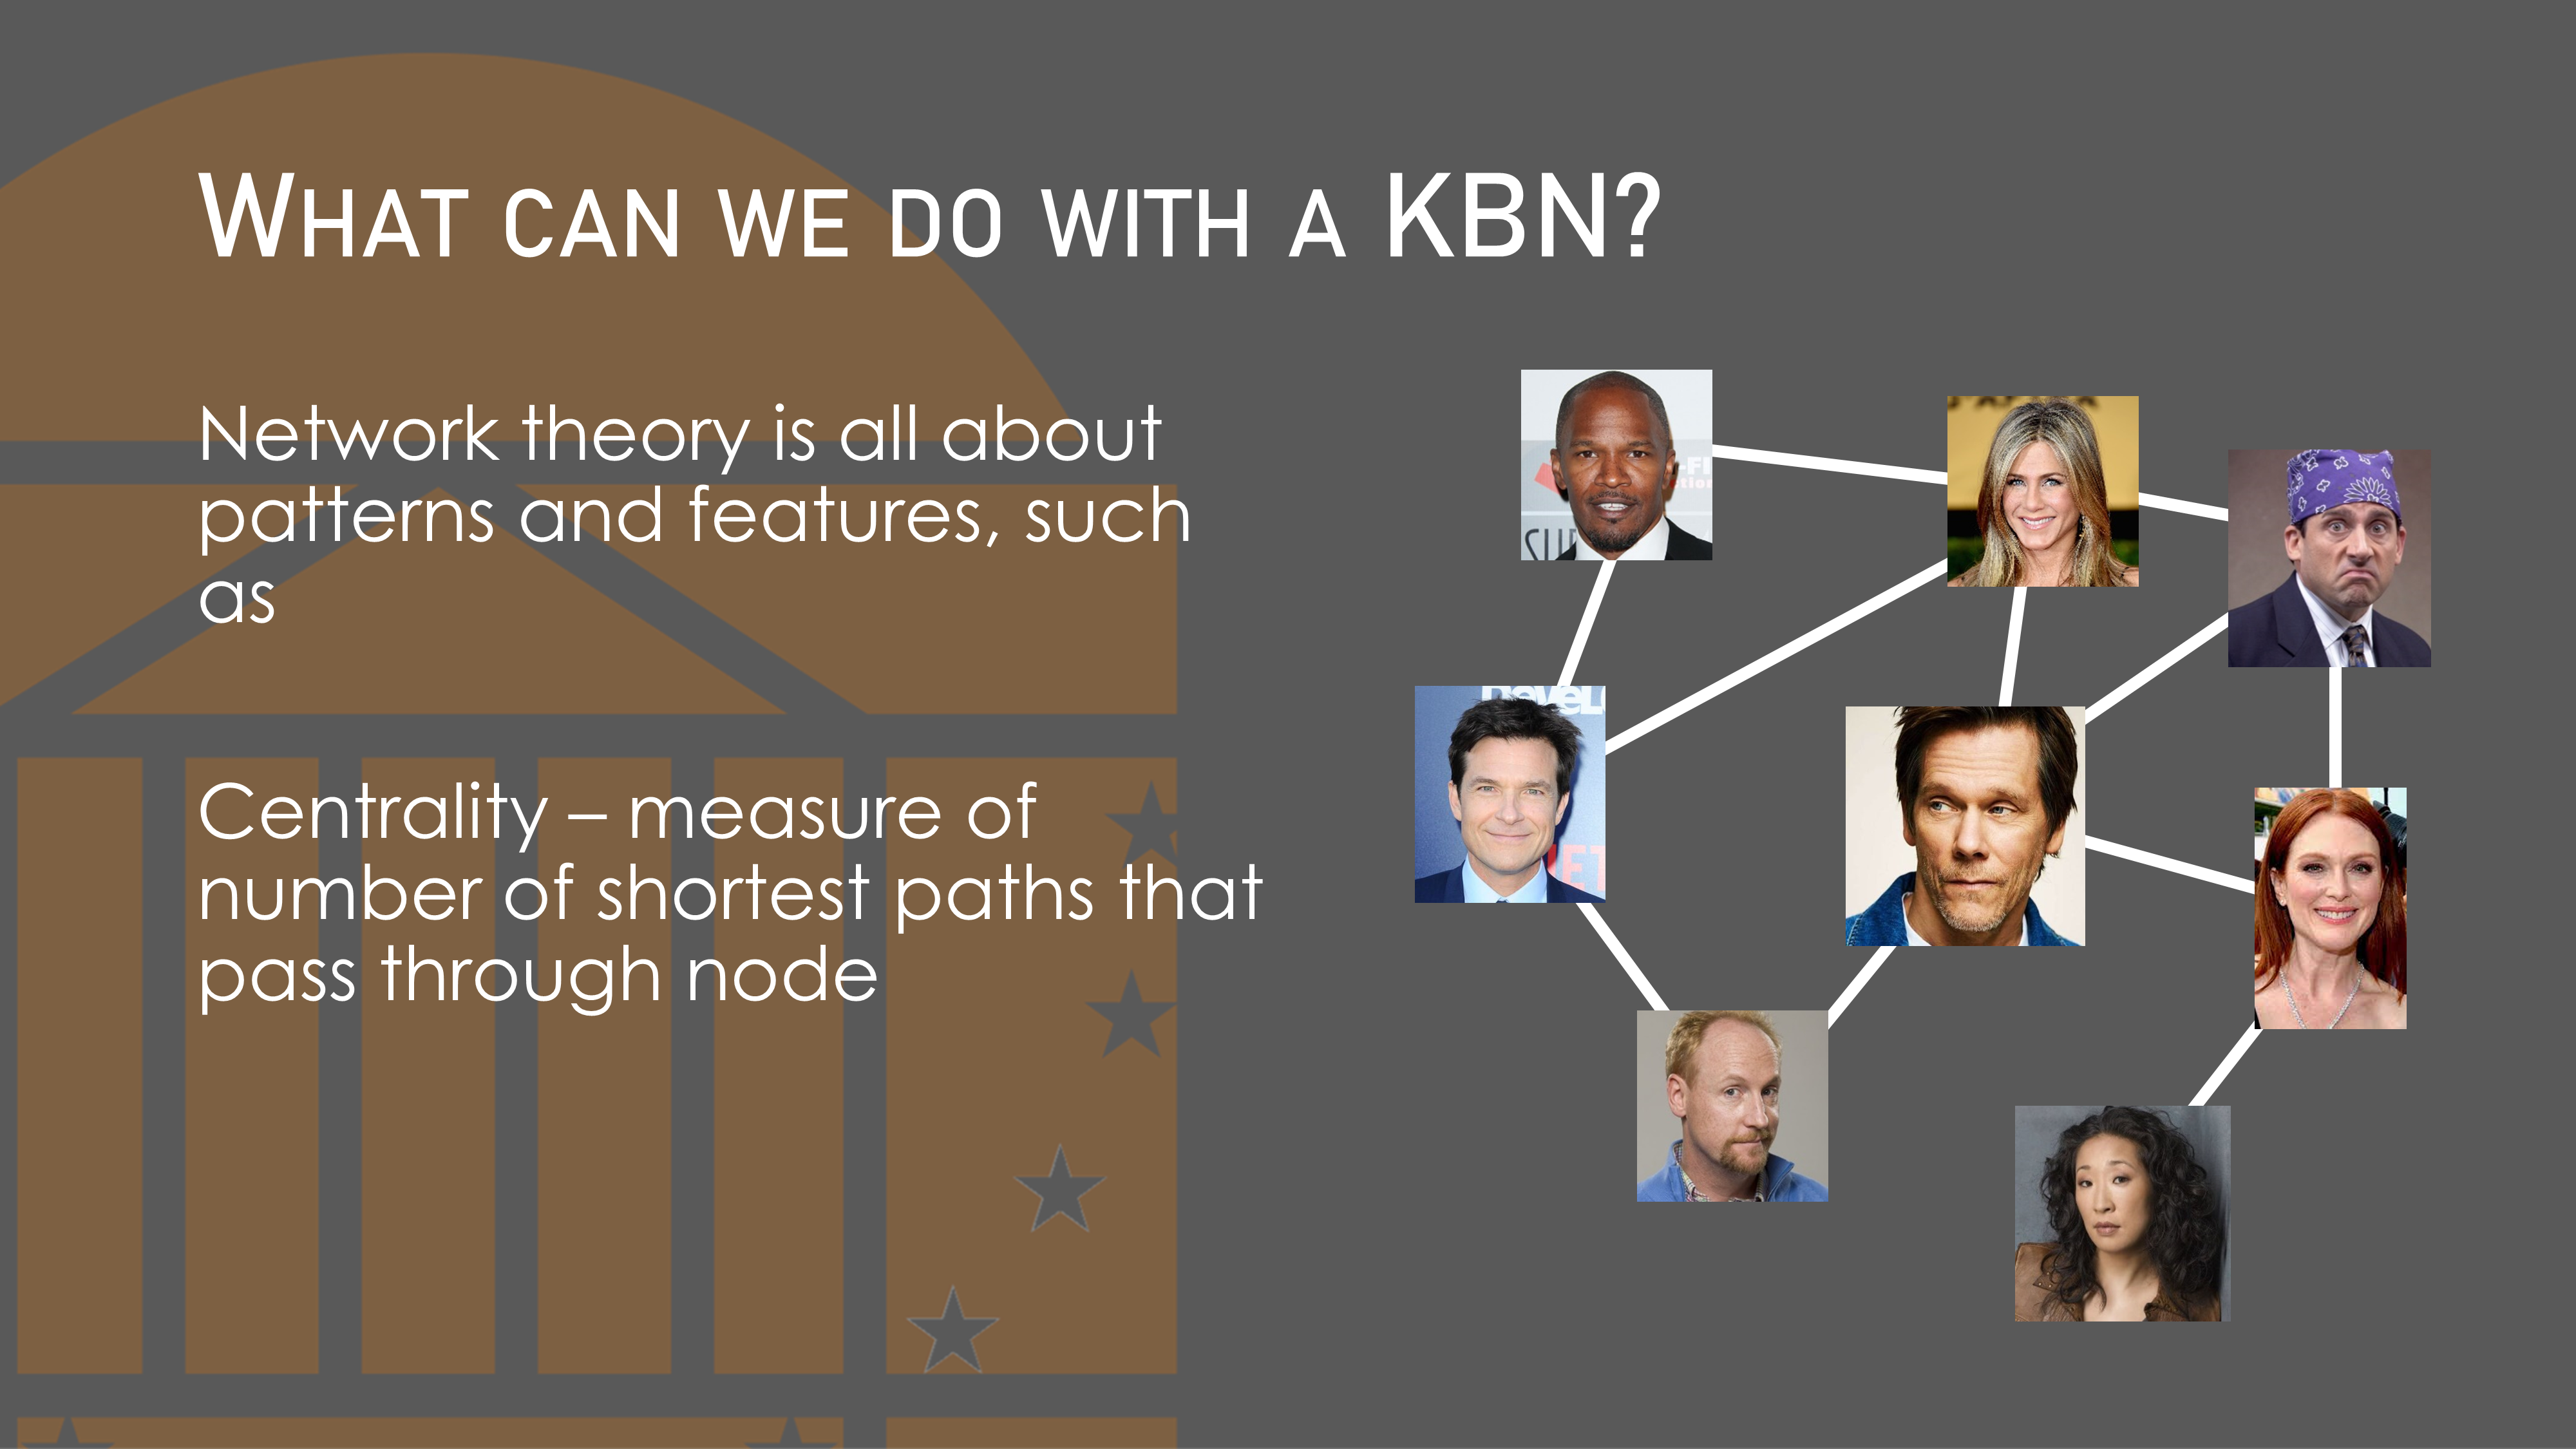 WHAT CAN WE DO WITH A KBN?
Network theory is all about
patterns and features, such
as
Centrality – measure of
number of shortest paths that
pass through node